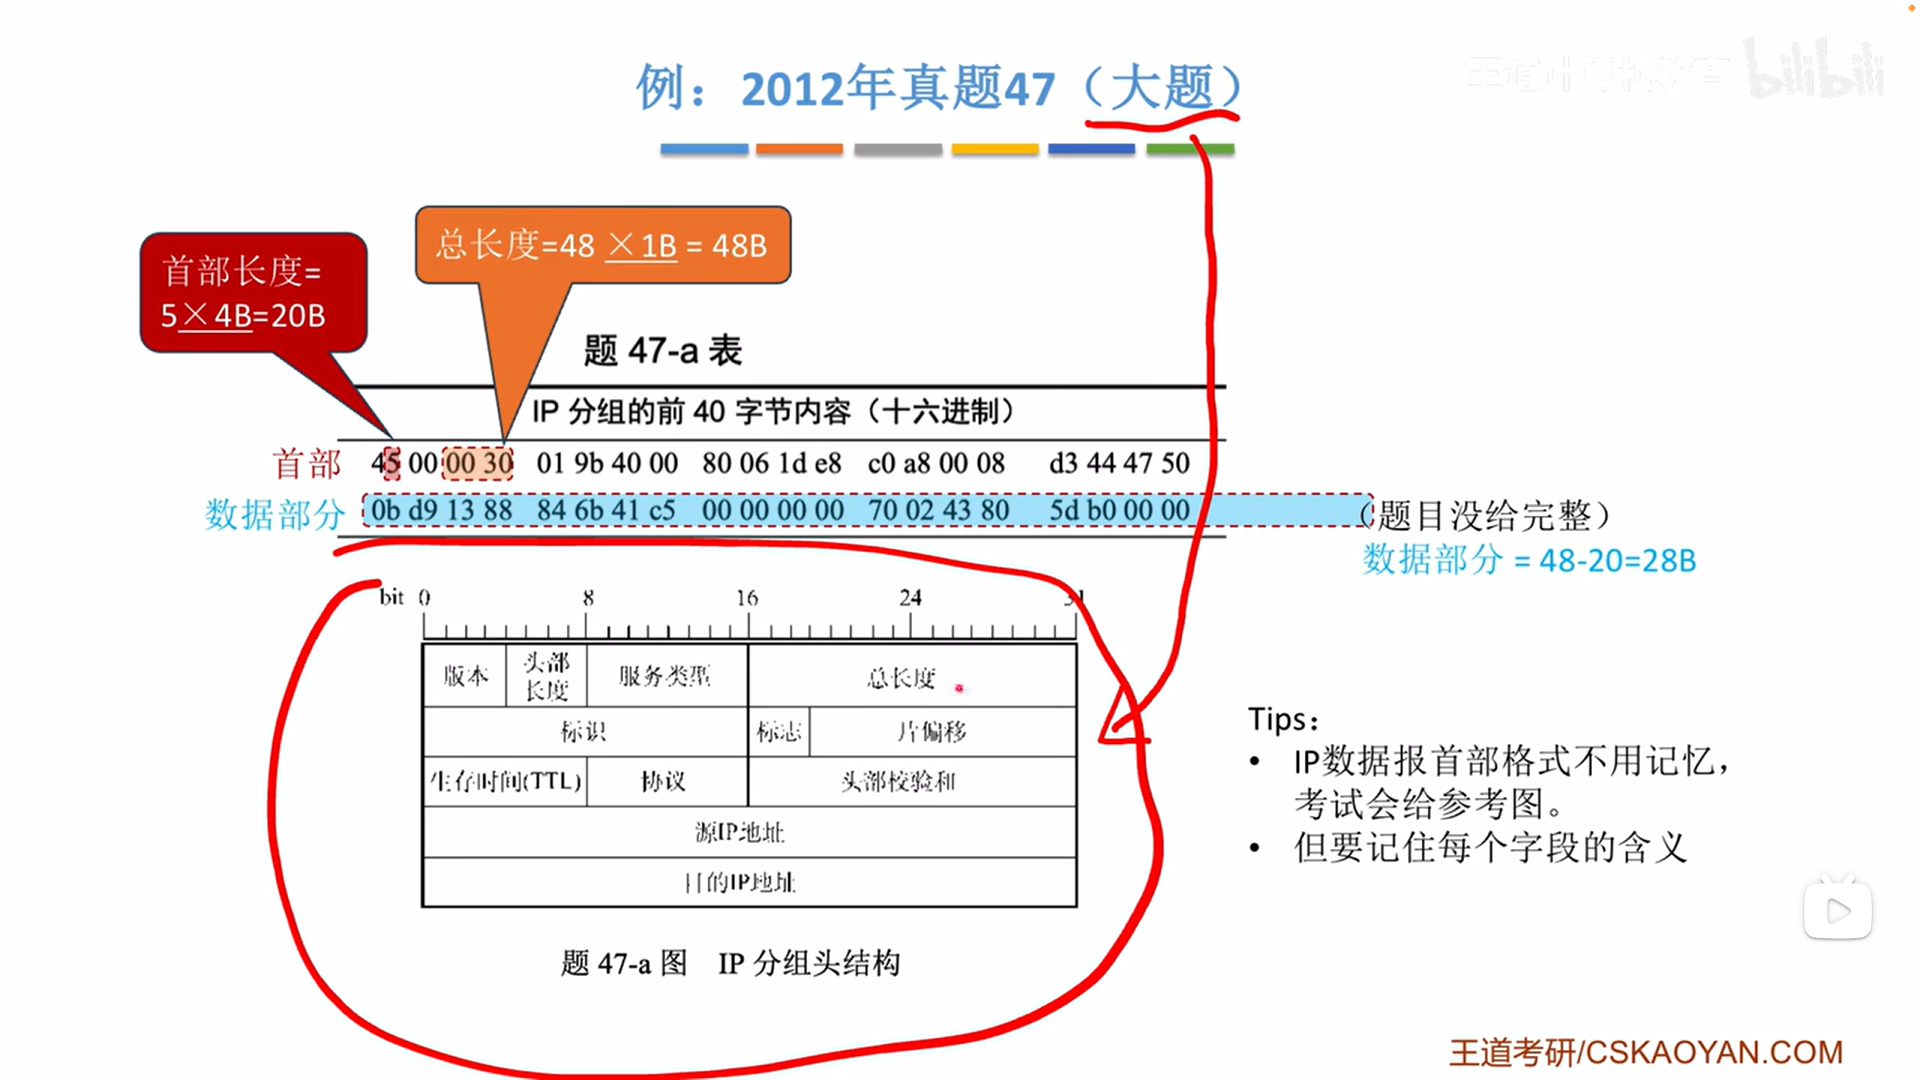 例：2012年真题47（大题）
王道计算机教育 bilibili
总长度=48 ×1B = 48B
首部长度=
5×4B=20B
题 47-a 表
IP 分组的前 40 字节内容（十六进制）
首部 45 00 00 30 01 9b 40 00 80 06 1d e8 c0 a8 00 08 d3 44 47 50
数据部分 0b d9 13 88 84 6b 41 c5 00 00 00 00 70 02 43 80 5d b0 00 00 （题目没给完整）
数据部分 = 48-20=28B
bit 0 8 16 24 31
版本 头部长度 服务类型 总长度
标识 标志 片偏移
生存时间(TTL) 协议 头部校验和
源IP地址
目的IP地址
题 47-a 图 IP 分组头结构
Tips：
• IP数据报首部格式不用记忆，
考试会给参考图。
• 但要记住每个字段的含义
王道考研/CSKAOYAN.COM